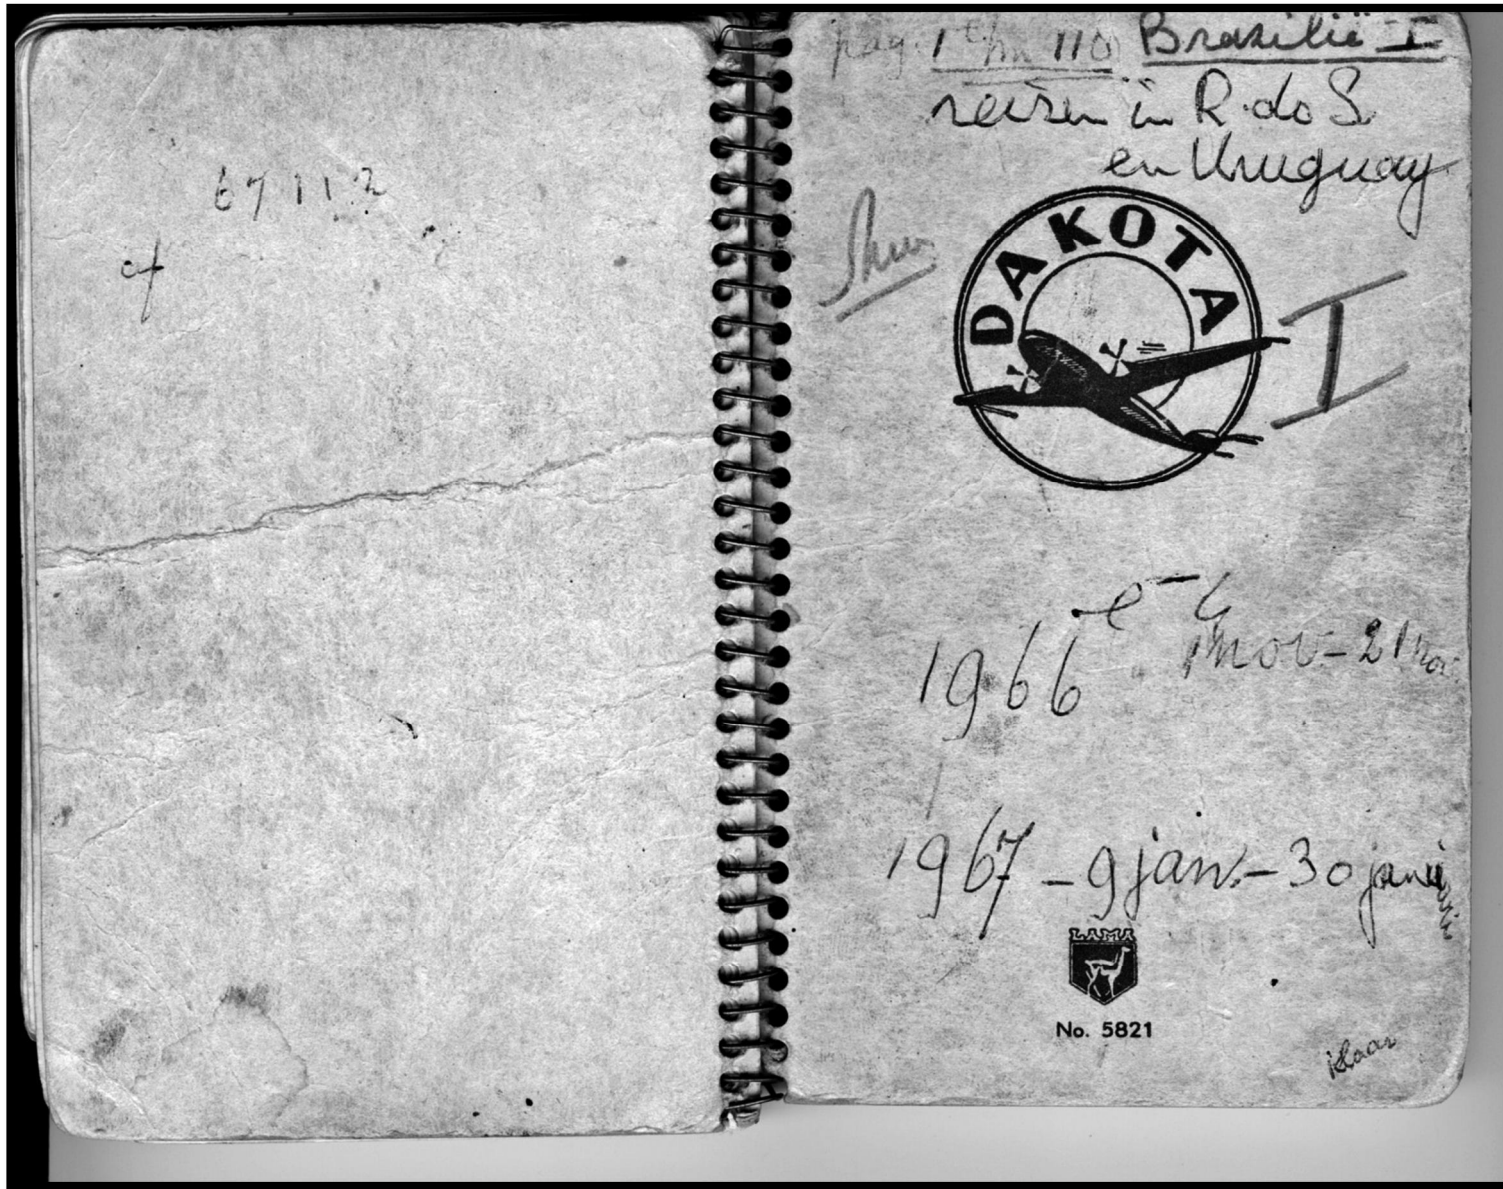 67112
cf
pag. 1 t/m 110 Brazilië I
reizen in R. do S.
en Uruguay
DAKOTA
I
1966 nov - 21 nov
1967 - 9 jan. - 30 januari
LAMA
No. 5821
klaar